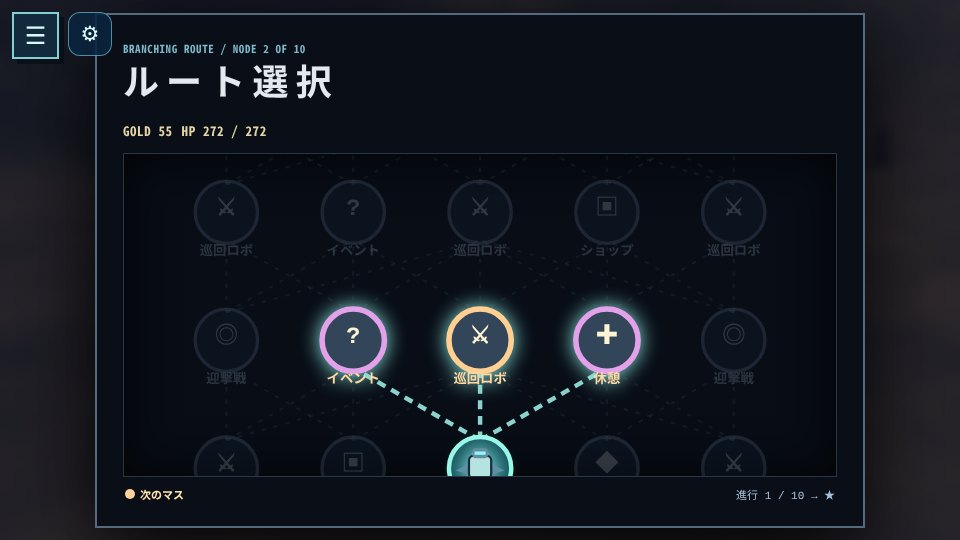 BRANCHING ROUTE / NODE 2 OF 10
ルート選択
GOLD 55 HP 272 / 272
?
巡回ロボ イベント 巡回ロボ ショップ 巡回ロボ
?
迎撃戦 イベント 巡回ロボ 休憩 迎撃戦
次のマス 進行 1 / 10 → ★